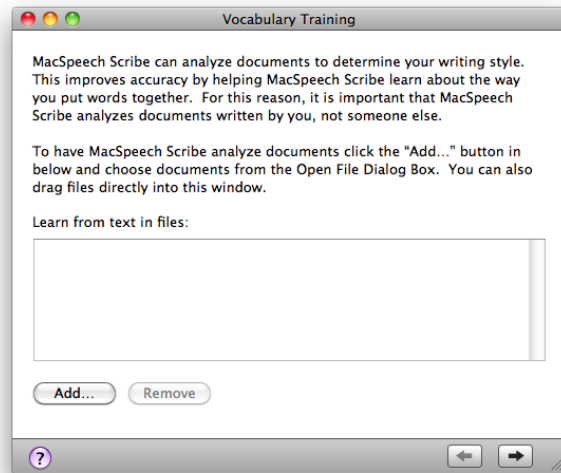 Vocabulary Training
MacSpeech Scribe can analyze documents to determine your writing style.
This improves accuracy by helping MacSpeech Scribe learn about the way
you put words together.  For this reason, it is important that MacSpeech
Scribe analyzes documents written by you, not someone else.
To have MacSpeech Scribe analyze documents click the “Add...” button in
below and choose documents from the Open File Dialog Box.  You can also
drag files directly into this window.
Learn from text in files:
Add... Remove
?